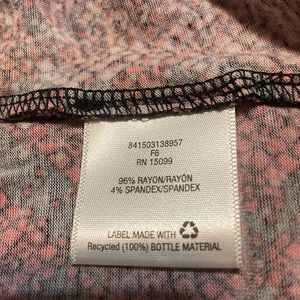 841503138957
F6
RN 15099
96% RAYON/RAYÓN
4% SPANDEX/SPANDEX
LABEL MADE WITH
Recycled (100%) BOTTLE MATERIAL